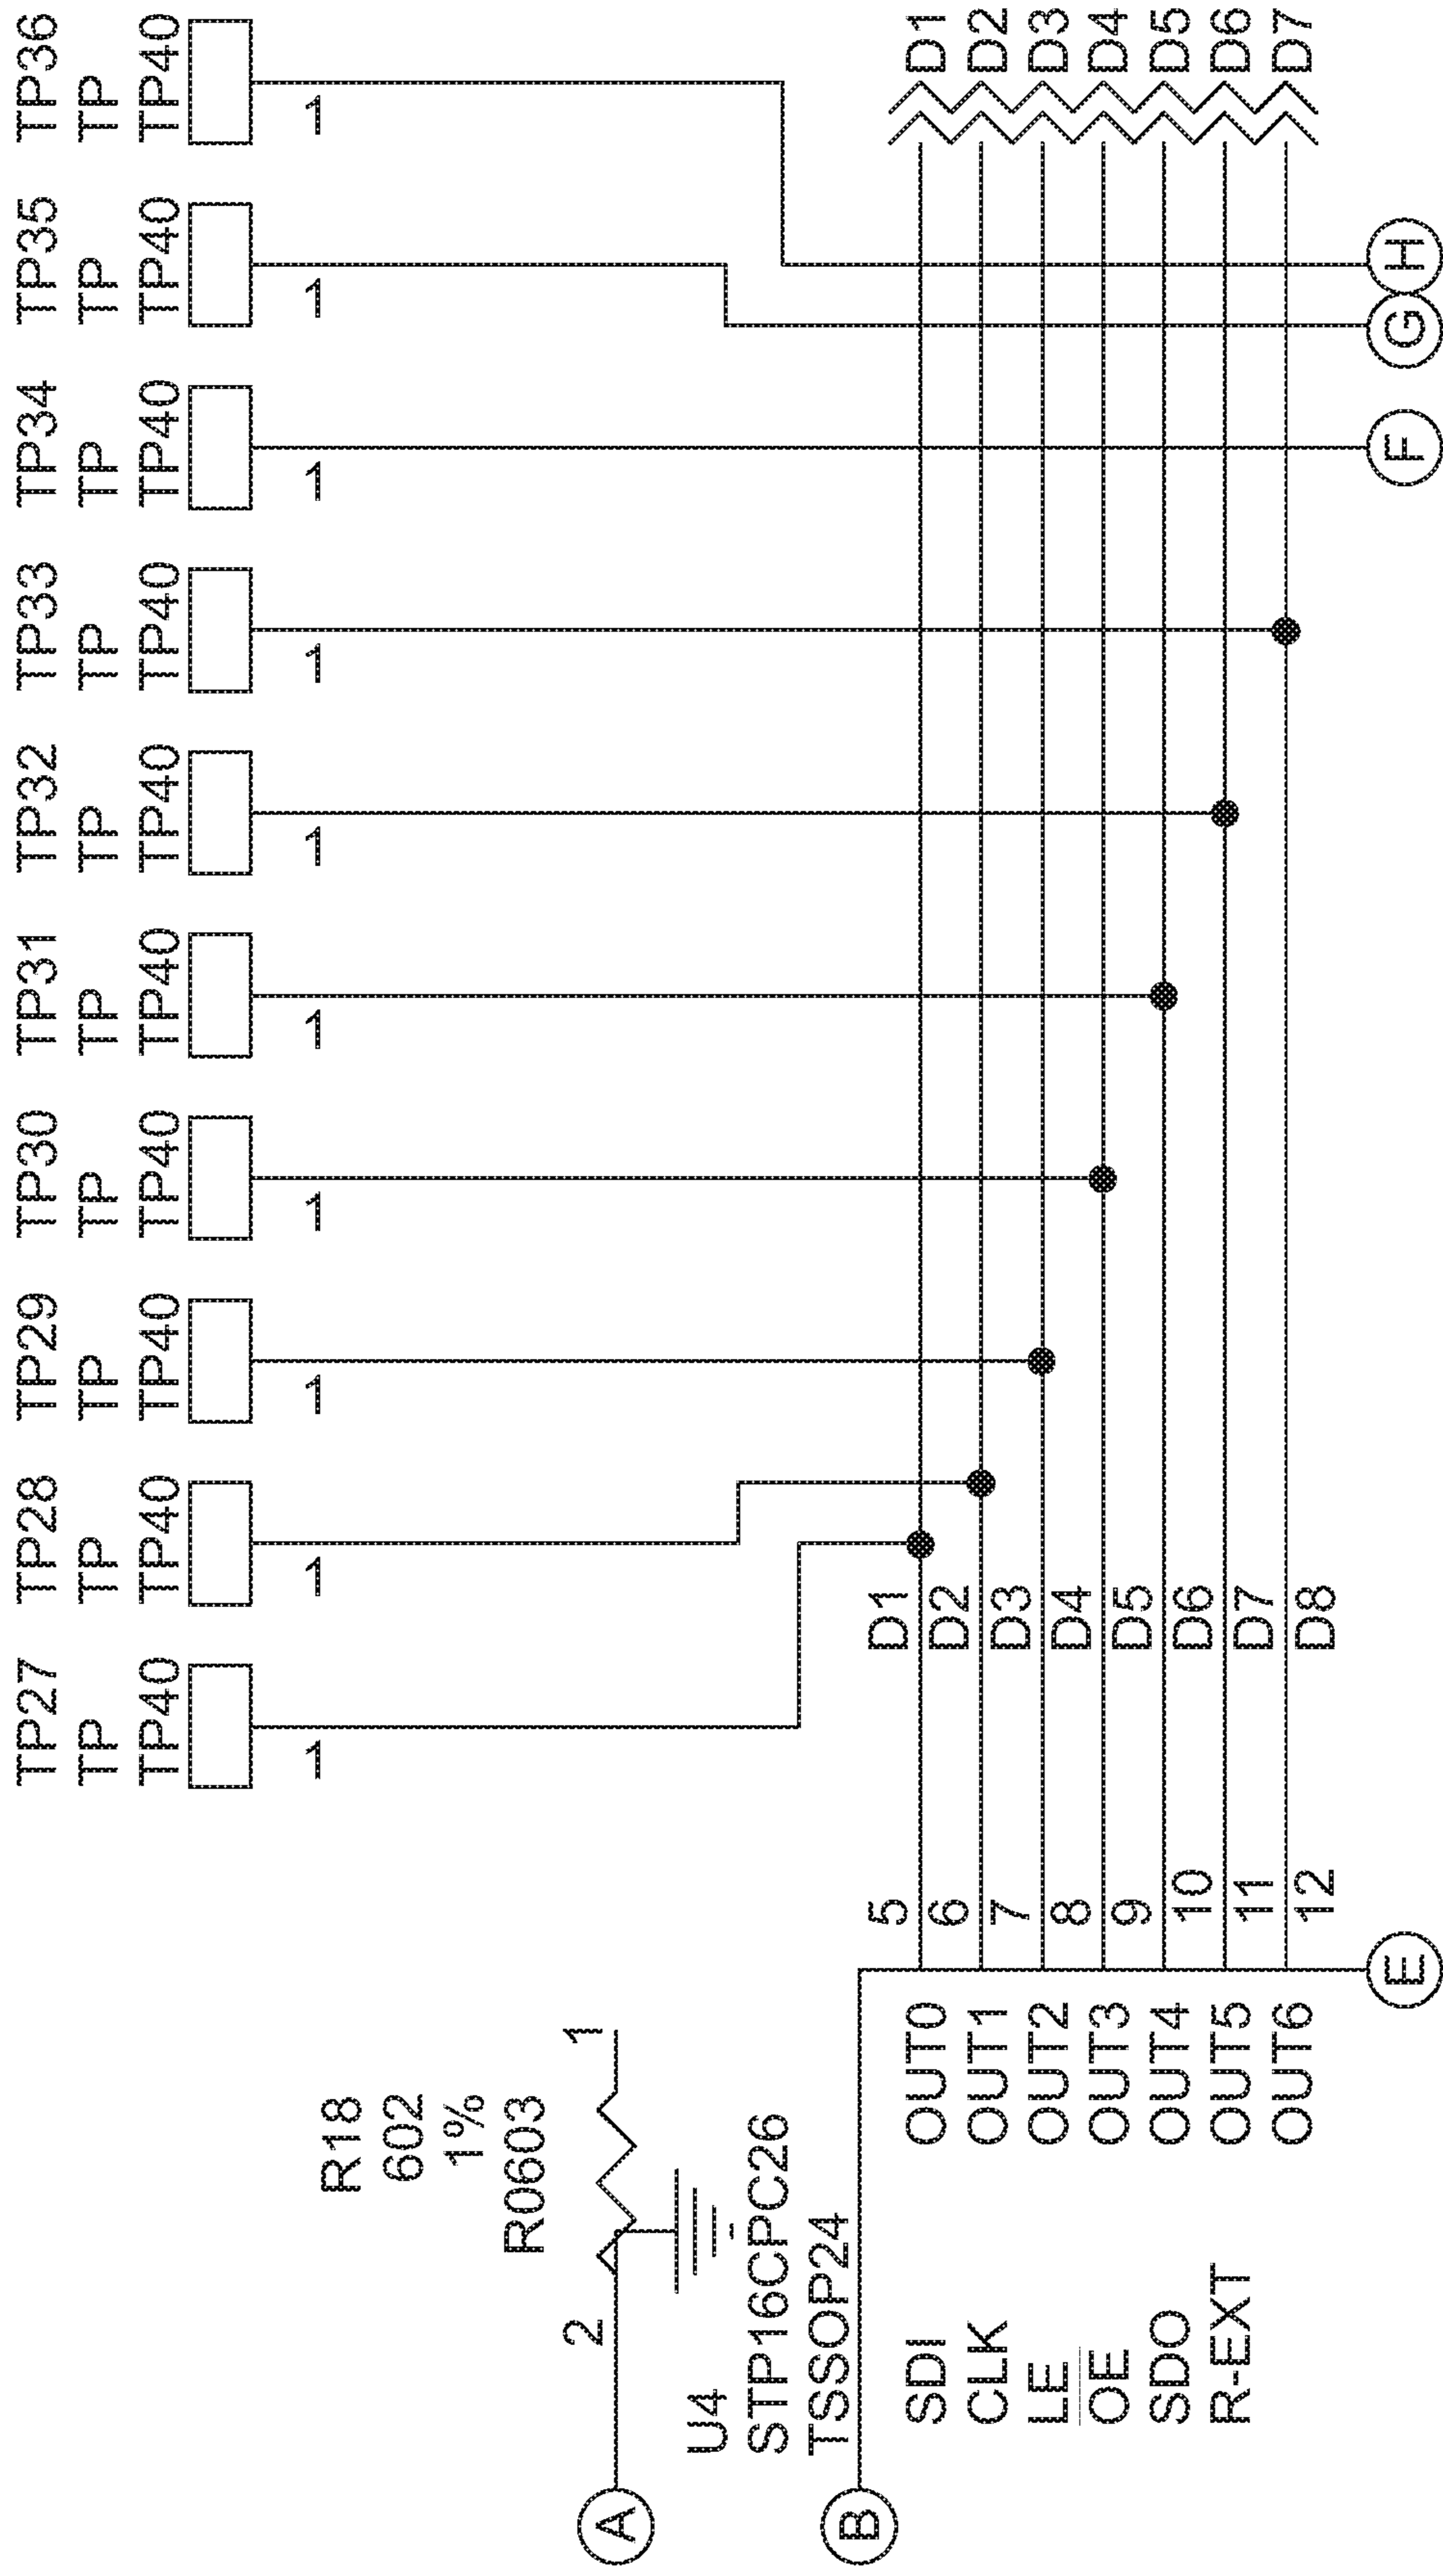 TP27
TP
TP40
1
TP28
TP
TP40
1
TP29
TP
TP40
1
TP30
TP
TP40
1
TP31
TP
TP40
1
TP32
TP
TP40
1
TP33
TP
TP40
1
TP34
TP
TP40
1
TP35
TP
TP40
1
TP36
TP
TP40
1
R18
602
1%
R0603
A
2
1
U4
STP16CPC26
TSSOP24
B
SDI
CLK
LE
OE
SDO
R-EXT
OUT0
OUT1
OUT2
OUT3
OUT4
OUT5
OUT6
5
6
7
8
9
10
11
12
D1
D2
D3
D4
D5
D6
D7
D8
D1
D2
D3
D4
D5
D6
D7
E
F
G
H